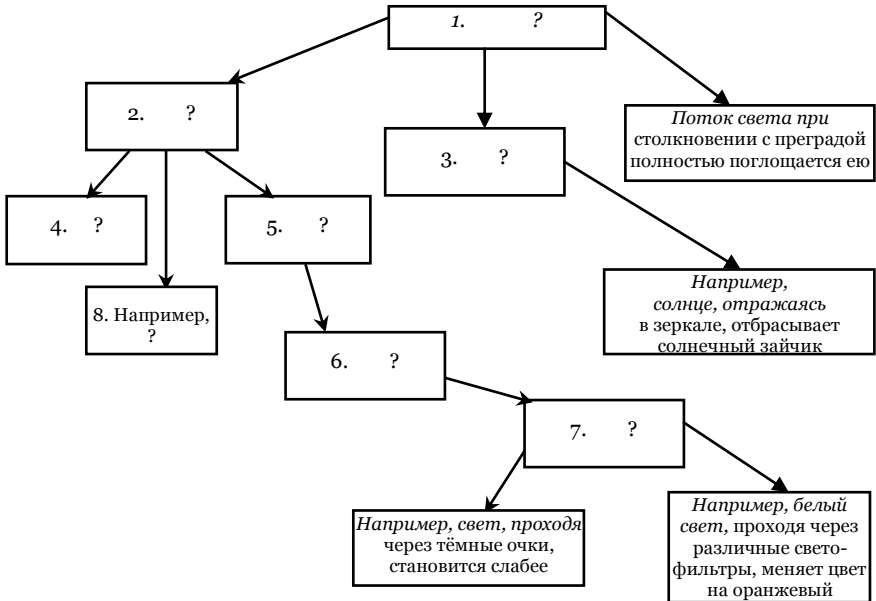 1. ?
2. ?
Поток света при
столкновении с преградой
полностью поглощается ею
3. ?
4. ?
5. ?
8. Например,
?
Например,
солнце, отражаясь
в зеркале, отбрасывает
солнечный зайчик
6. ?
7. ?
Например, свет, проходя
через тёмные очки,
становится слабее
Например, белый
свет, проходя через
различные свето-
фильтры, меняет цвет
на оранжевый